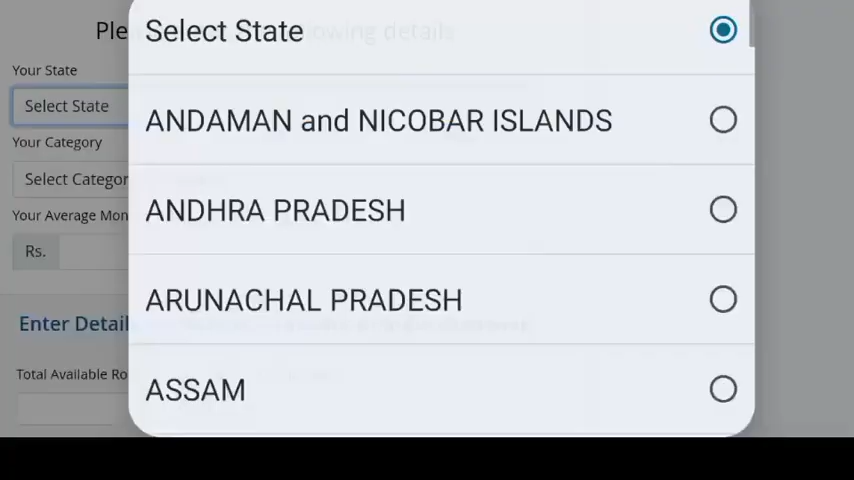 Select State
Your State
Select State
ANDAMAN and NICOBAR ISLANDS
Your Category
Select Categor
ANDHRA PRADESH
Your Average Mon
Rs.
ARUNACHAL PRADESH
Enter Detail
Total Available Ro
ASSAM